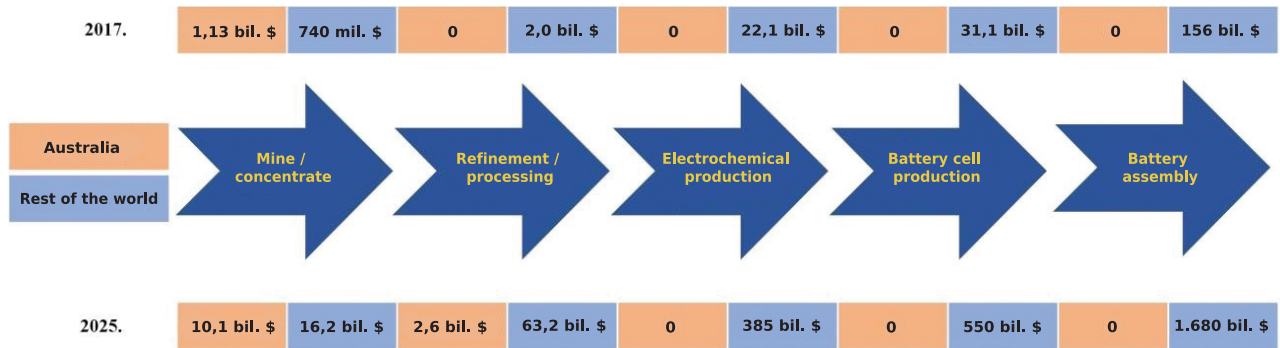 2017. 1,13 bil. $ 740 mil. $ 0 2,0 bil. $ 0 22,1 bil. $ 0 31,1 bil. $ 0 156 bil. $
Australia
Rest of the world
Mine /
concentrate
Refinement /
processing
Electrochemical
production
Battery cell
production
Battery
assembly
2025. 10,1 bil. $ 16,2 bil. $ 2,6 bil. $ 63,2 bil. $ 0 385 bil. $ 0 550 bil. $ 0 1.680 bil. $